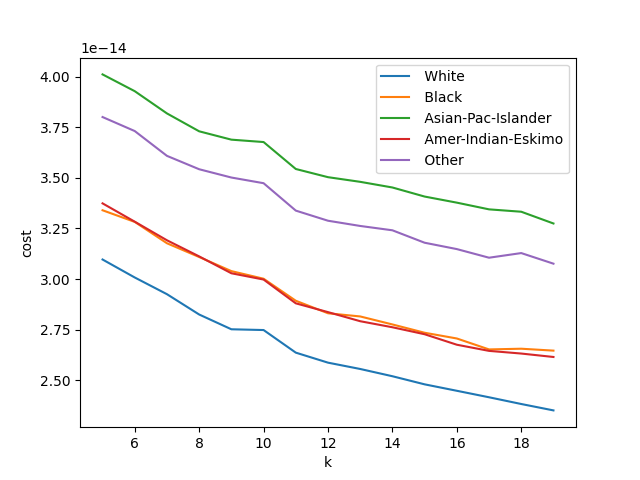 1e−14
4.00
3.75
3.50
3.25
3.00
2.75
2.50
cost
White
Black
Asian-Pac-Islander
Amer-Indian-Eskimo
Other
6 8 10 12 14 16 18
k